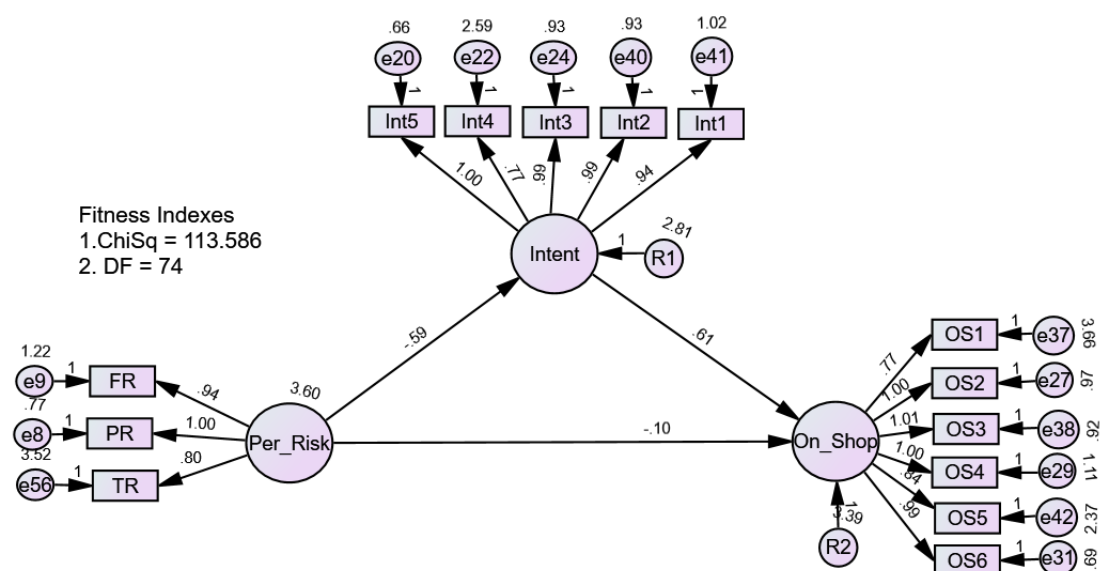 .66 2.59 .93 .93 1.02
e20 e22 e24 e40 e41
1 1 1 1 1
Int5 Int4 Int3 Int2 Int1
1.00 .77 .96 .99 .94
Fitness Indexes
1.ChiSq = 113.586
2. DF = 74
Intent
1
R1
2.81
-.59
.61
1.22
e9
1
FR
.94
.77
e8
1
PR
1.00
3.52
e56
1
TR
.80
3.60
Per_Risk
-.10
On_Shop
1
3.39
R2
.77
OS1
1
e37
3.66
1.00
OS2
1
e27
.97
1.01
OS3
1
e38
.92
1.00
OS4
1
e29
1.11
.84
OS5
1
e42
2.37
.99
OS6
1
e31
.69